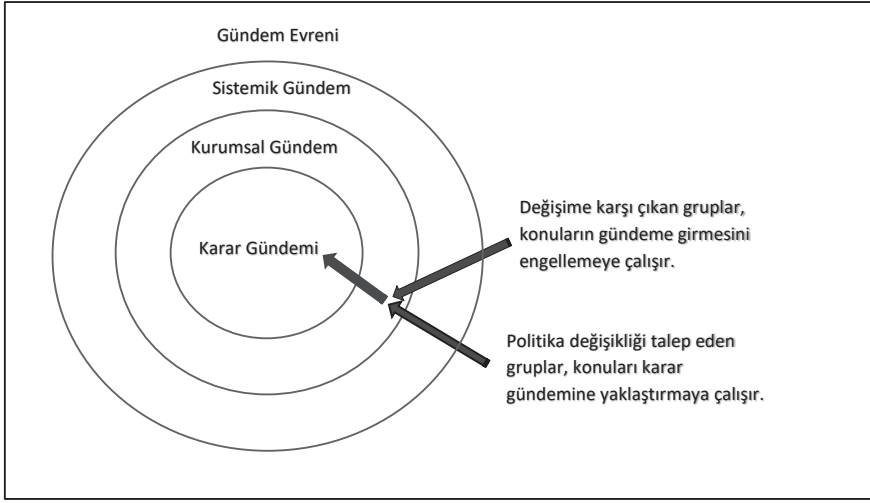 Gündem Evreni
Sistemik Gündem
Kurumsal Gündem
Karar Gündemi
Değişime karşı çıkan gruplar,
konuların gündeme girmesini
engellemeye çalışır.
Politika değişikliği talep eden
gruplar, konuları karar
gündemine yaklaştırmaya çalışır.